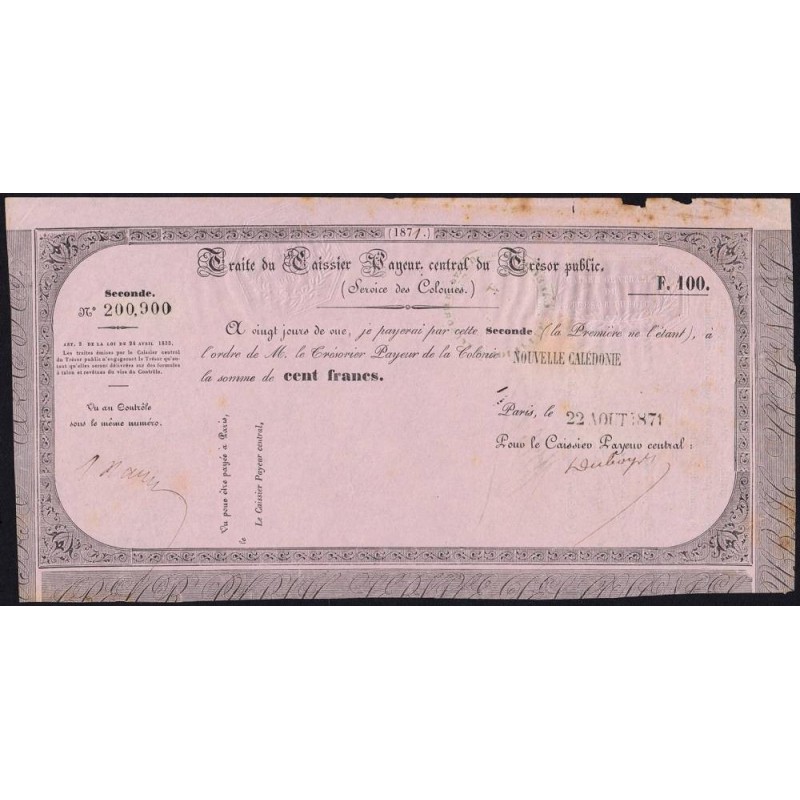 (1871.)
Traite du Caissier Payeur central du Trésor public.
(Service des Colonies.)
F. 100.
Seconde.
N° 200,900
ART. 3 DE LA LOI DU 24 AVRIL 1833.
Les traites émises par le Caissier central
du Trésor public n'engageront le Trésor qu'au-
tant qu'elles seront délivrées sur des formules
à talon et revêtues du visa du Contrôle.
Vu au Contrôle
sous le même numéro.
A vingt jours de vue, je payerai par cette Seconde (la Première ne l'étant), à
l'ordre de M. le Trésorier Payeur de la Colonie NOUVELLE CALÉDONIE
la somme de cent francs.
Paris, le 22 AOUT 1871
Pour le Caissier Payeur central :
Vu pour être payée à Paris,
le
Le Caissier Payeur central,